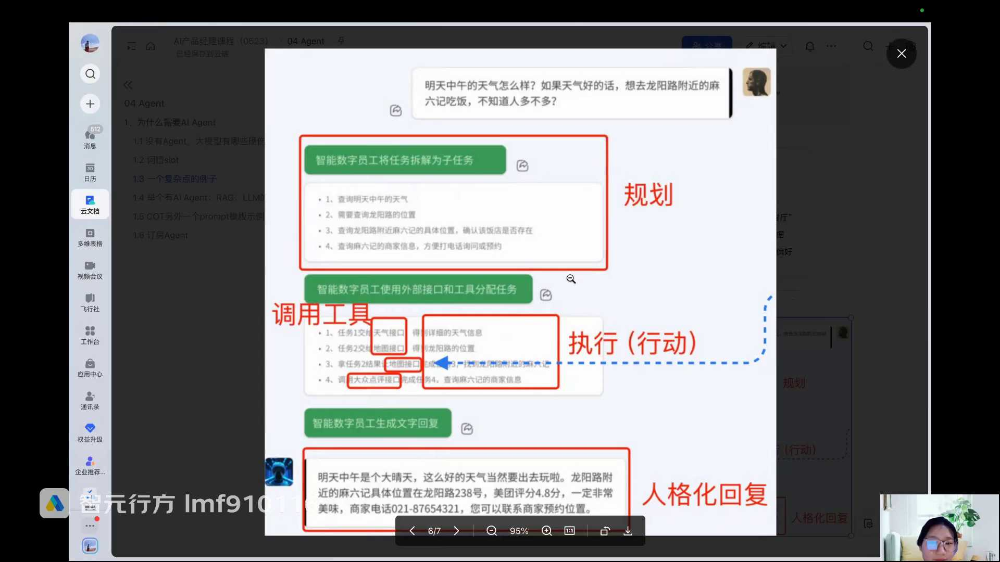 AI产品经理课程（0523）
04 Agent
已经保存到云端
分享
编辑
512
消息
30
日历
云文档
多维表格
视频会议
飞行社
工作台
应用中心
通讯录
权益升级
企业推荐...
04 Agent
1、为什么需要AI Agent
1.1 没有Agent，大模型有哪些硬伤
1.2 词槽slot
1.3 一个复杂点的例子
1.4 举个有AI Agent：RAG：LLM的
1.5 COT另外一个prompt模版示例
1.6 订房Agent
明天中午的天气怎么样？如果天气好的话，想去龙阳路附近的麻
六记吃饭，不知道人多不多？
智能数字员工将任务拆解为子任务
• 1、查询明天中午的天气
• 2、需要查询龙阳路的位置
• 3、查询龙阳路附近麻六记的具体位置，确认该饭店是否存在
• 4、查询麻六记的商家信息，方便打电话询问或预约
规划
智能数字员工使用外部接口和工具分配任务
调用工具
• 1、任务1交给天气接口 得到详细的天气信息
• 2、任务2交给地图接口 得到龙阳路的位置
• 3、拿任务2结果让地图接口完成任务3，找到龙阳路附近的麻六记
• 4、调用大众点评接口完成任务4，查询麻六记的商家信息
执行（行动）
智能数字员工生成文字回复
明天中午是个大晴天，这么好的天气当然要出去玩啦。龙阳路附
近的麻六记具体位置在龙阳路238号，美团评分4.8分，一定非常
美味，商家电话021-87654321，您可以联系商家预约位置。
人格化回复
餐厅”
据
偏好
规划
（行动）
人格化回复
6/7
95%
1:1
智元行方 lmf910116